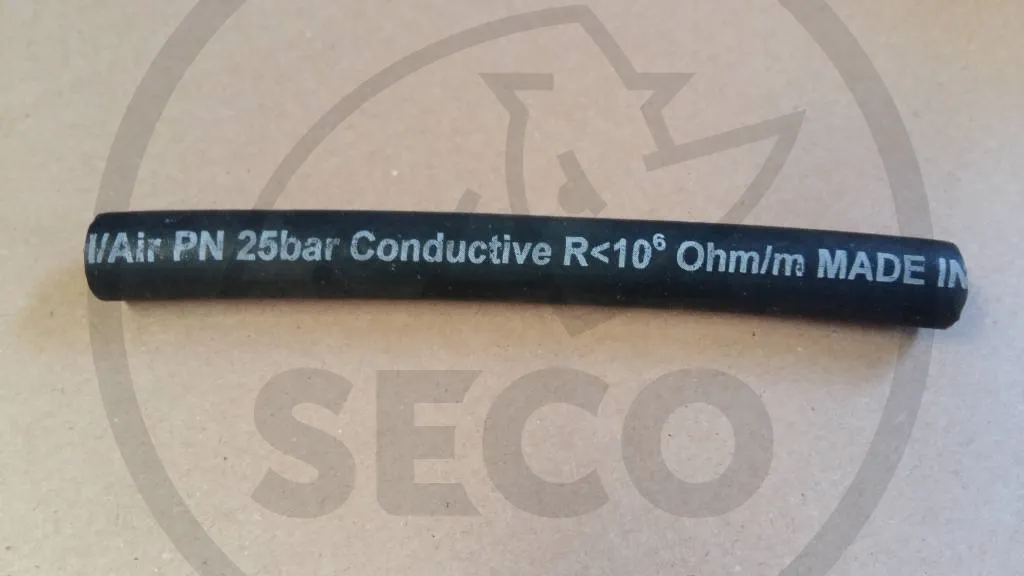 /Air PN 25bar Conductive R<10⁶ Ohm/m MADE IN
SECO